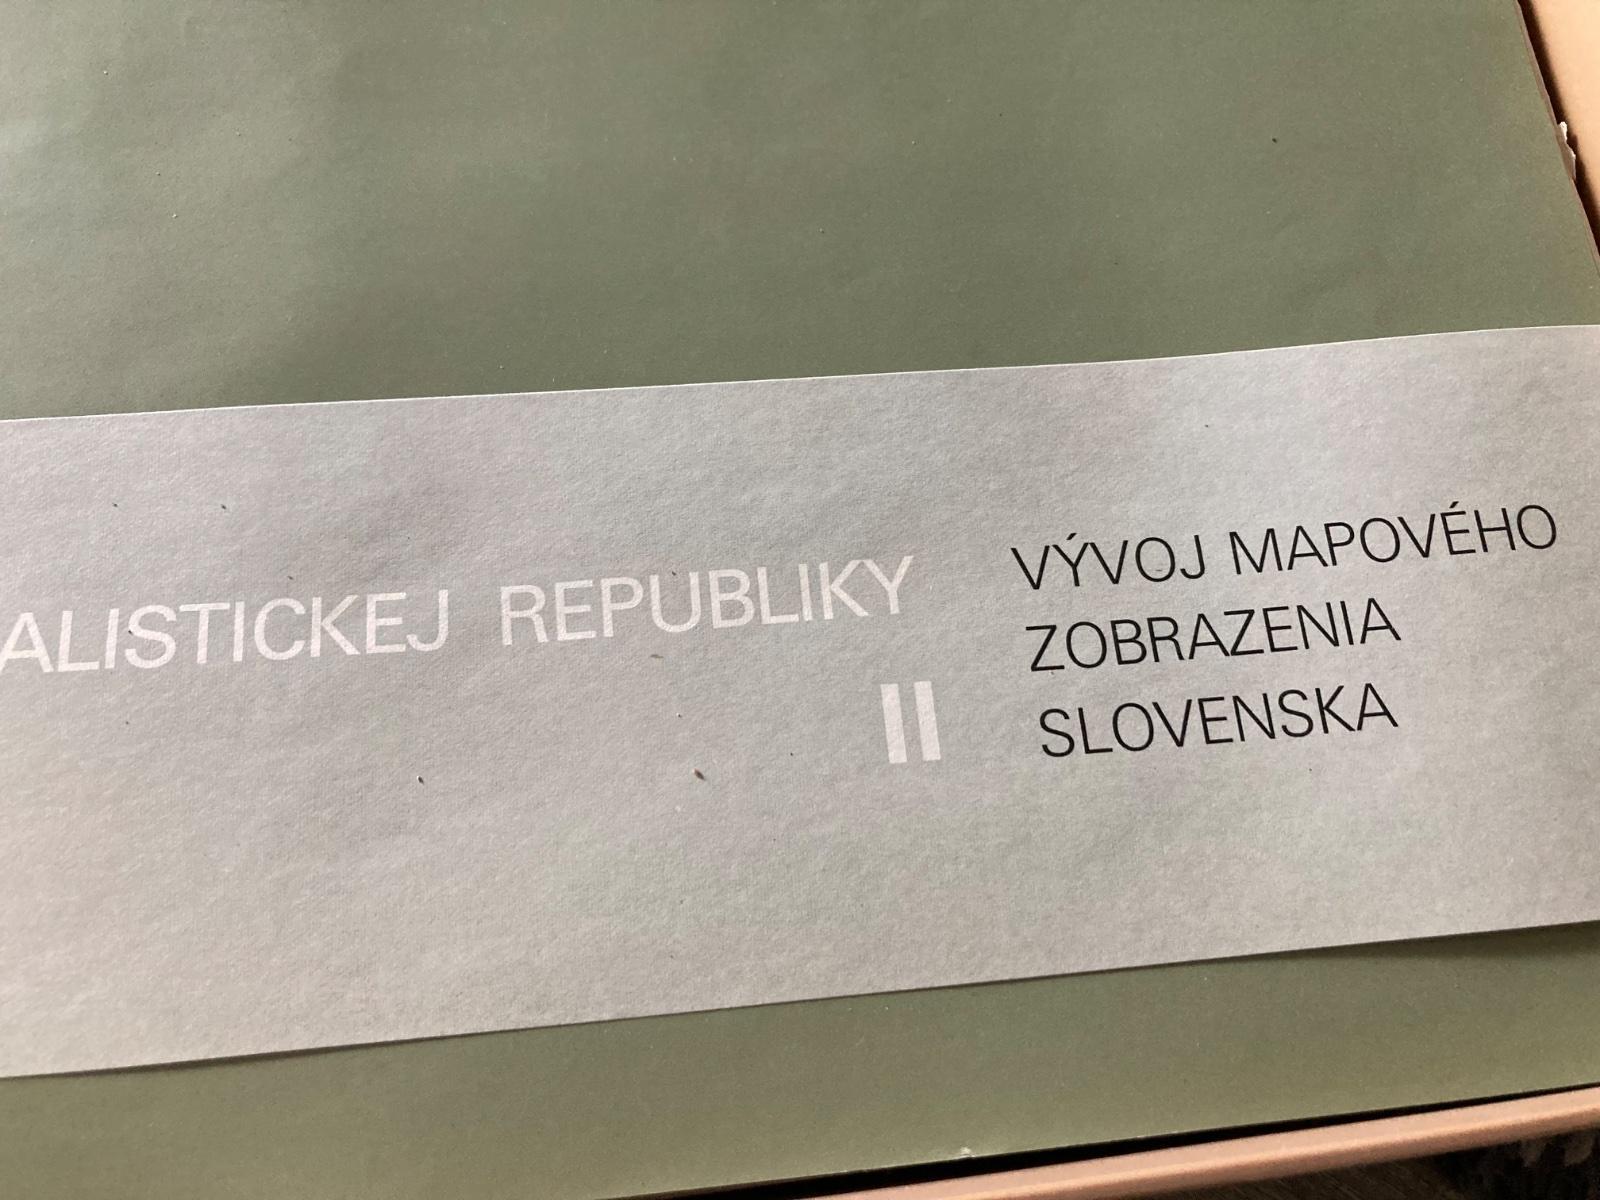 ALISTICKEJ REPUBLIKY
II
VÝVOJ MAPOVÉHO
ZOBRAZENIA
SLOVENSKA